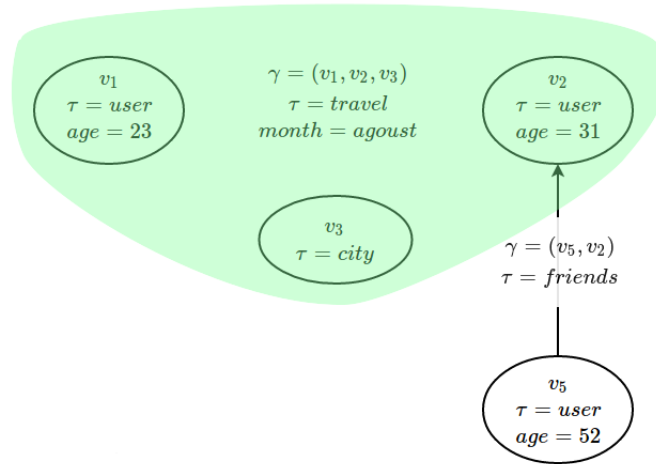 v₁
τ = user
age = 23
γ = (v₁, v₂, v₃)
τ = travel
month = agoust
v₂
τ = user
age = 31
v₃
τ = city
γ = (v₅, v₂)
τ = friends
v₅
τ = user
age = 52